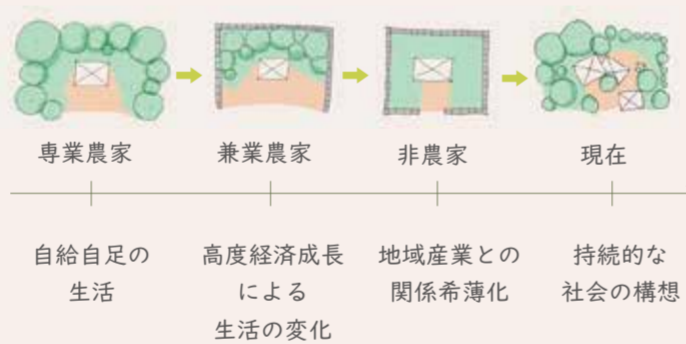 専業農家
兼業農家
非農家
現在
自給自足の
生活
高度経済成長
による
生活の変化
地域産業との
関係希薄化
持続的な
社会の構想